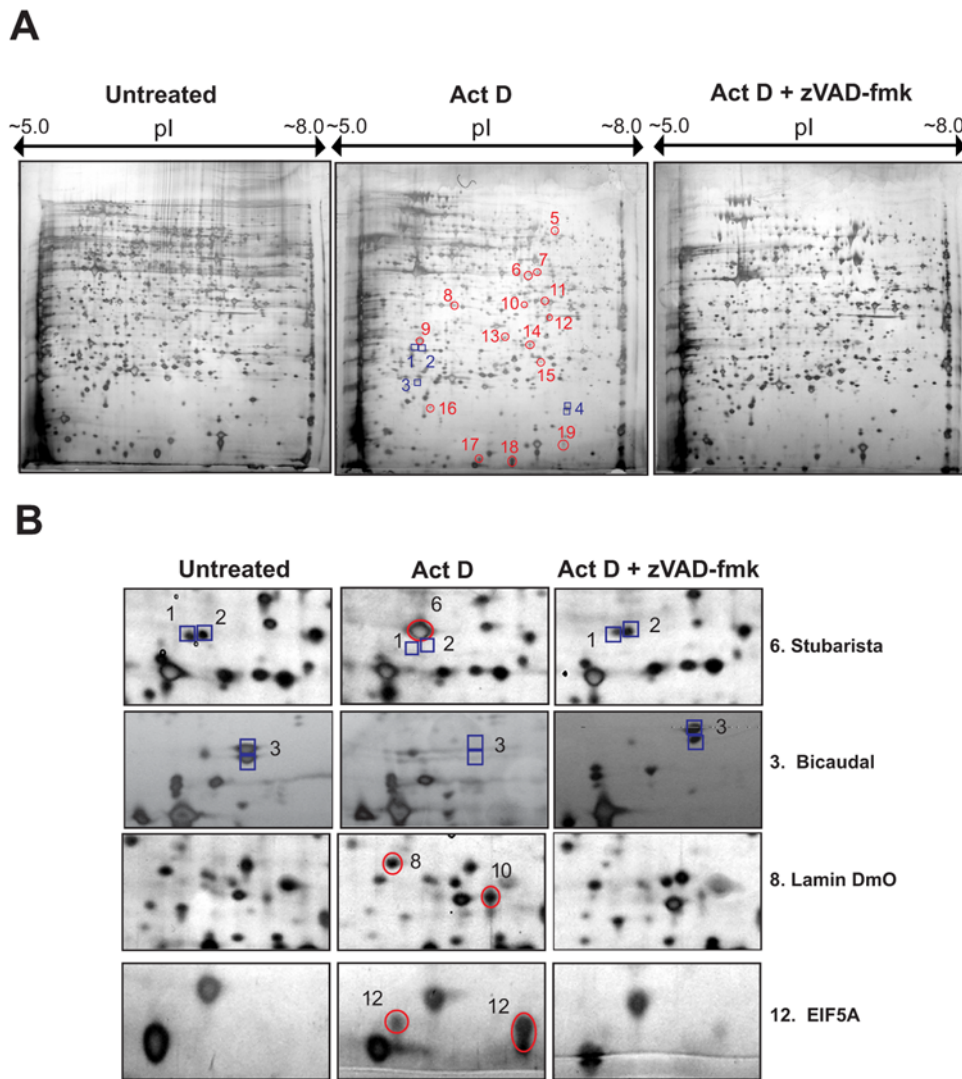 A
Untreated Act D Act D + zVAD-fmk
~5.0 pI ~8.0 ~5.0 pI ~8.0 ~5.0 pI ~8.0
5
6 7
8 10 11
12
9 13 14
1 2
15
3
16 4
17 18 19
B
Untreated Act D Act D + zVAD-fmk
1 2 6 1 2 1 2
6. Stubarista
3 3 3
3. Bicaudal
8 10
8. Lamin DmO
12 12
12. EIF5A